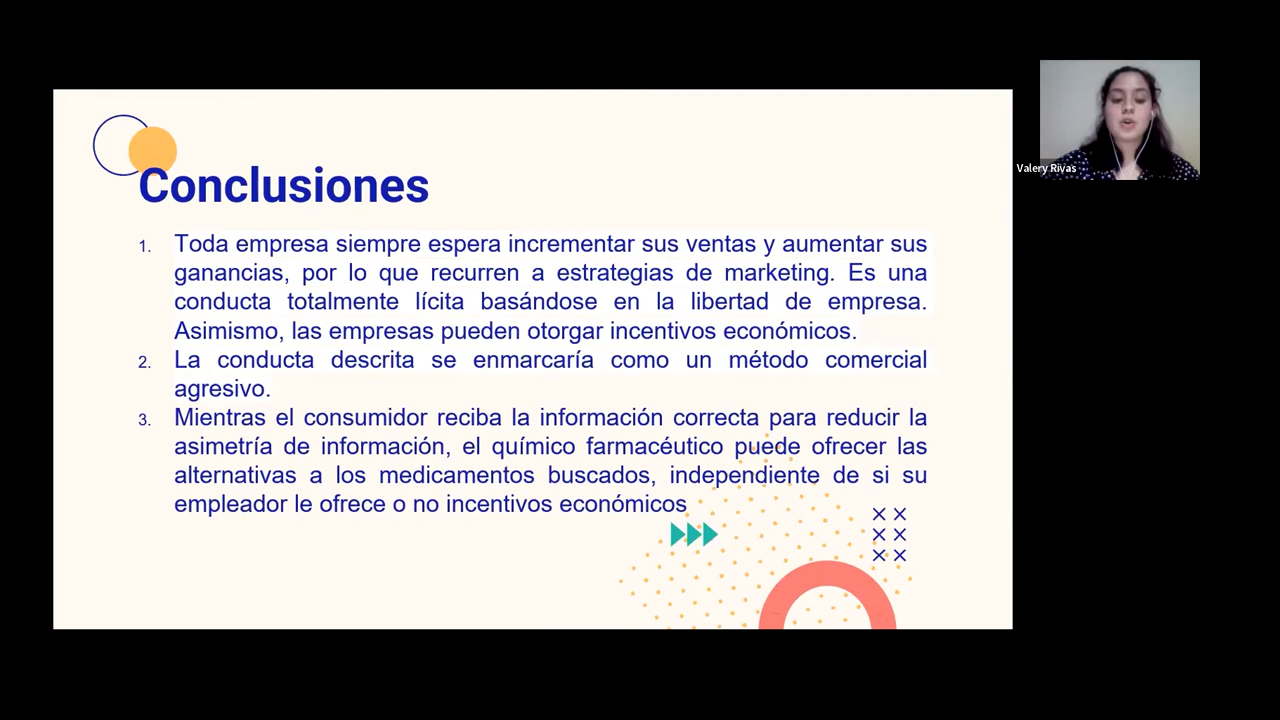 Conclusiones
1. Toda empresa siempre espera incrementar sus ventas y aumentar sus
ganancias, por lo que recurren a estrategias de marketing. Es una
conducta totalmente lícita basándose en la libertad de empresa.
Asimismo, las empresas pueden otorgar incentivos económicos.
2. La conducta descrita se enmarcaría como un método comercial
agresivo.
3. Mientras el consumidor reciba la información correcta para reducir la
asimetría de información, el químico farmacéutico puede ofrecer las
alternativas a los medicamentos buscados, independiente de si su
empleador le ofrece o no incentivos económicos
Valery Rivas